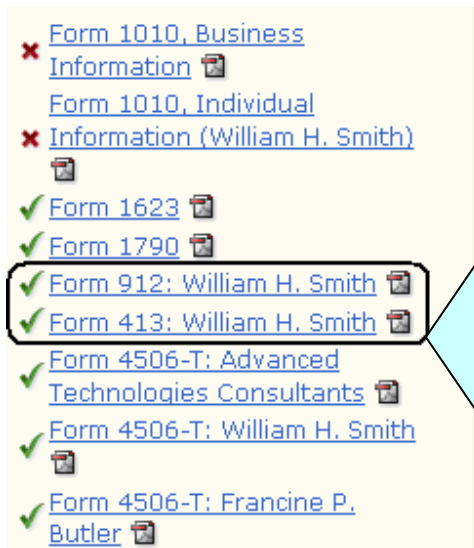 Form 1010, Business
Information
Form 1010, Individual
Information (William H. Smith)
Form 1623
Form 1790
Form 912: William H. Smith
Form 413: William H. Smith
Form 4506-T: Advanced
Technologies Consultants
Form 4506-T: William H. Smith
Form 4506-T: Francine P.
Butler